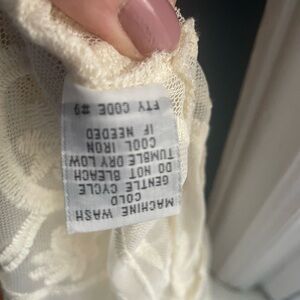 MACHINE WASH
COLD
GENTLE CYCLE
DO NOT BLEACH
TUMBLE DRY LOW
COOL IRON
IF NEEDED
FTY CODE #9